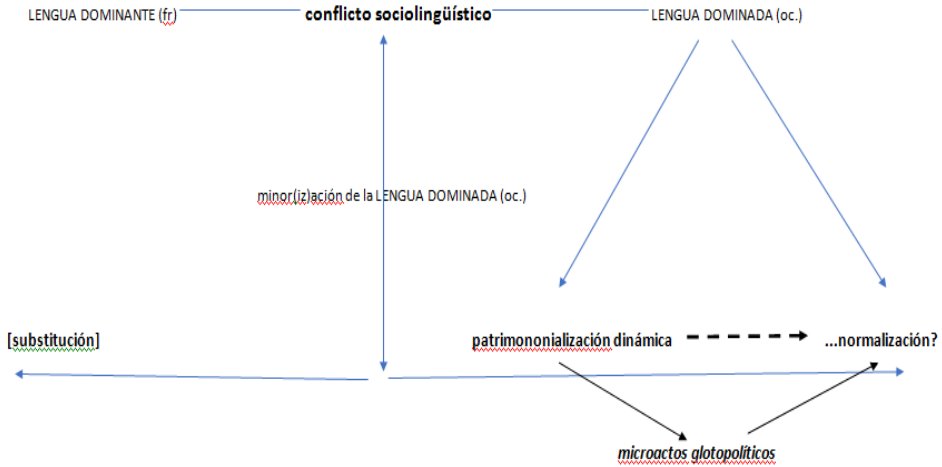 LENGUA DOMINANTE (fr) conflicto sociolingüístico LENGUA DOMINADA (oc.)
minor(iz)ación de la LENGUA DOMINADA (oc.)
[substitución] patrimononialización dinámica ...normalización?
microactos glotopolíticos